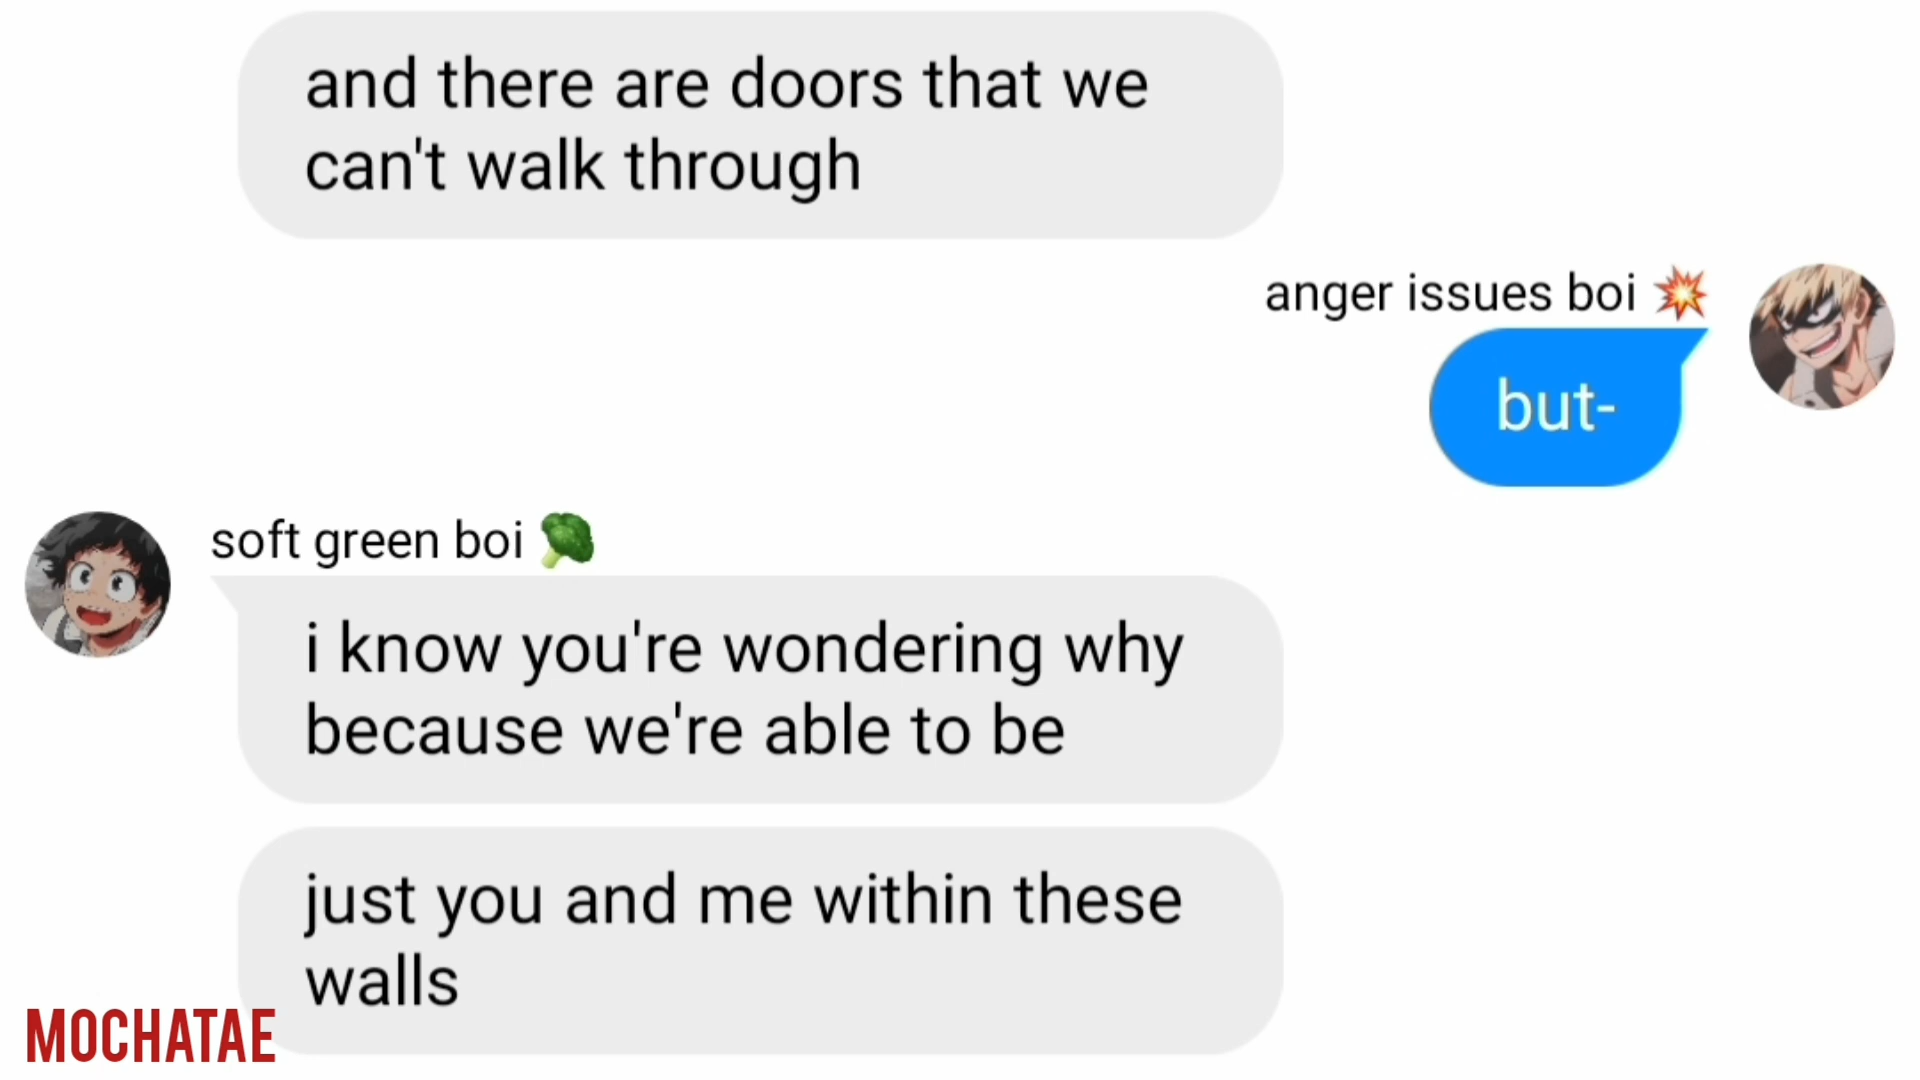 and there are doors that we
can't walk through
anger issues boi 💥
but-
soft green boi 🥦
i know you're wondering why
because we're able to be
just you and me within these
walls
MOCHATAE